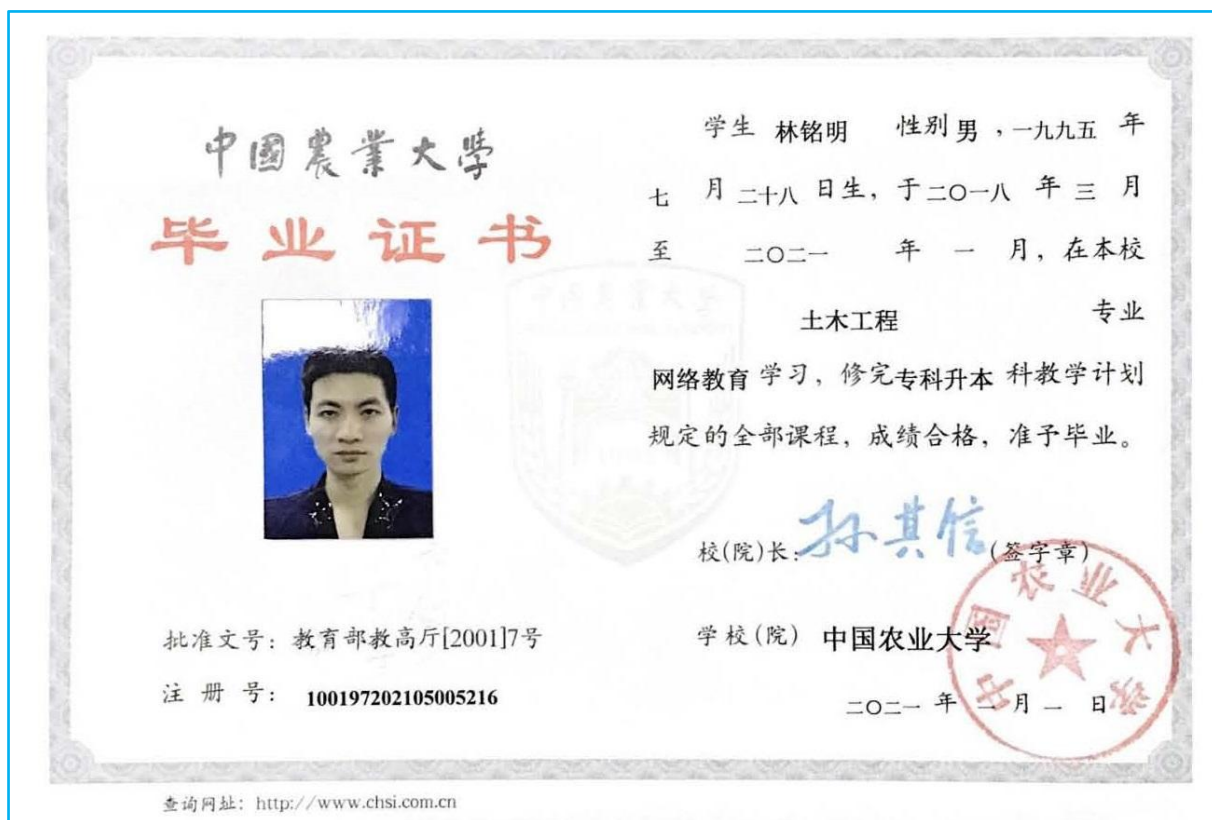 中國農業大學
毕业证书
批准文号：教育部教高厅[2001]7号
注册号：100197202105005216
学生 林铭明 性别 男，一九九五 年
七 月 二十八 日生，于二〇一八 年 三 月
至 二〇二一 年 一 月，在本校
土木工程 专业
网络教育 学习，修完专科升本 科教学计划
规定的全部课程，成绩合格，准予毕业。
校(院)长：孙其信(签字章)
学校(院) 中国农业大学
中国农业大学
二〇二一 年 一 月 一 日
查询网址：http://www.chsi.com.cn